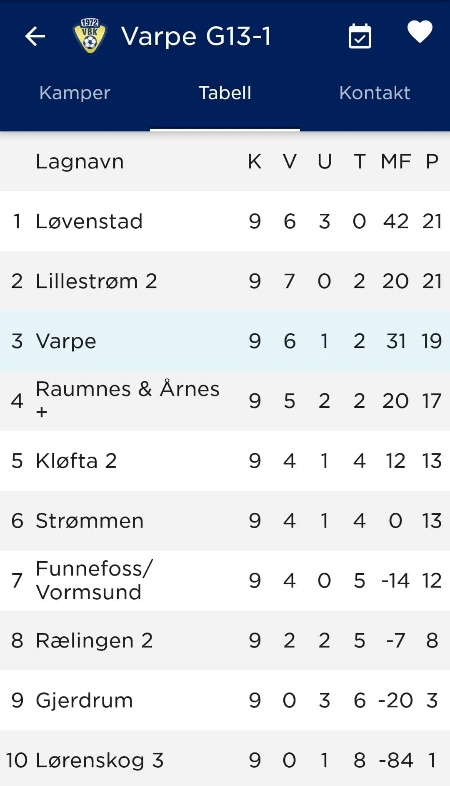 1972
VBK
Varpe G13-1
Kamper Tabell Kontakt
Lagnavn K V U T MF P
1 Løvenstad 9 6 3 0 42 21
2 Lillestrøm 2 9 7 0 2 20 21
3 Varpe 9 6 1 2 31 19
4 Raumnes & Årnes
+ 9 5 2 2 20 17
5 Kløfta 2 9 4 1 4 12 13
6 Strømmen 9 4 1 4 0 13
7 Funnefoss/
Vormsund 9 4 0 5 -14 12
8 Rælingen 2 9 2 2 5 -7 8
9 Gjerdrum 9 0 3 6 -20 3
10 Lørenskog 3 9 0 1 8 -84 1